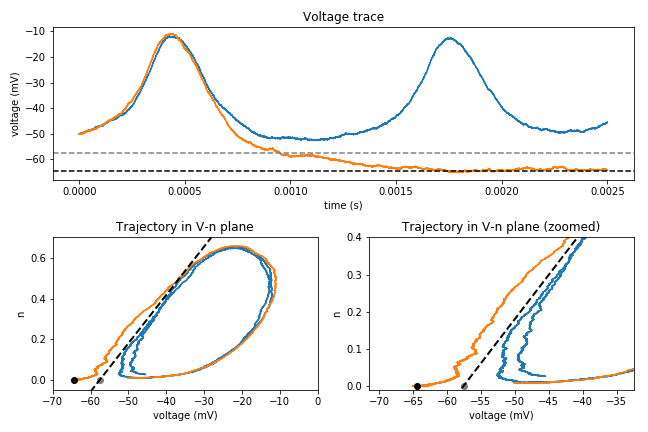 Voltage trace
−10
−20
−30
−40
−50
−60
voltage (mV)
0.0000 0.0005 0.0010 0.0015 0.0020 0.0025
time (s)
Trajectory in V-n plane
0.6
0.4
0.2
0.0
n
−70 −60 −50 −40 −30 −20 −10 0
voltage (mV)
Trajectory in V-n plane (zoomed)
0.4
0.3
0.2
0.1
0.0
n
−70 −65 −60 −55 −50 −45 −40 −35
voltage (mV)